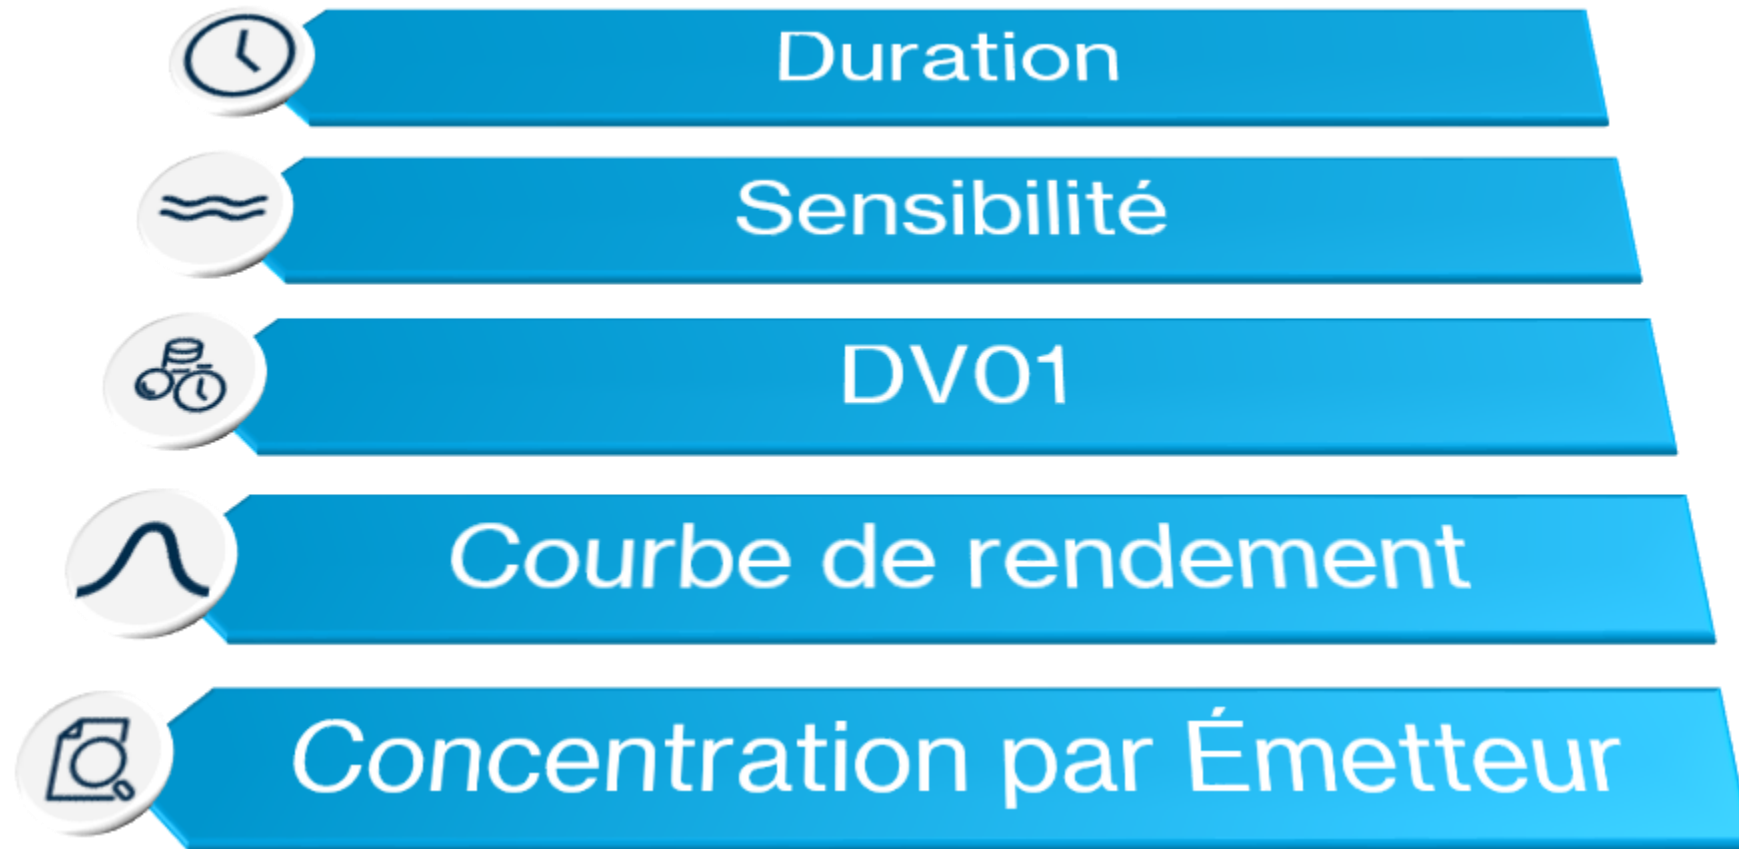 Duration
Sensibilité
DV01
Courbe de rendement
Concentration par Émetteur